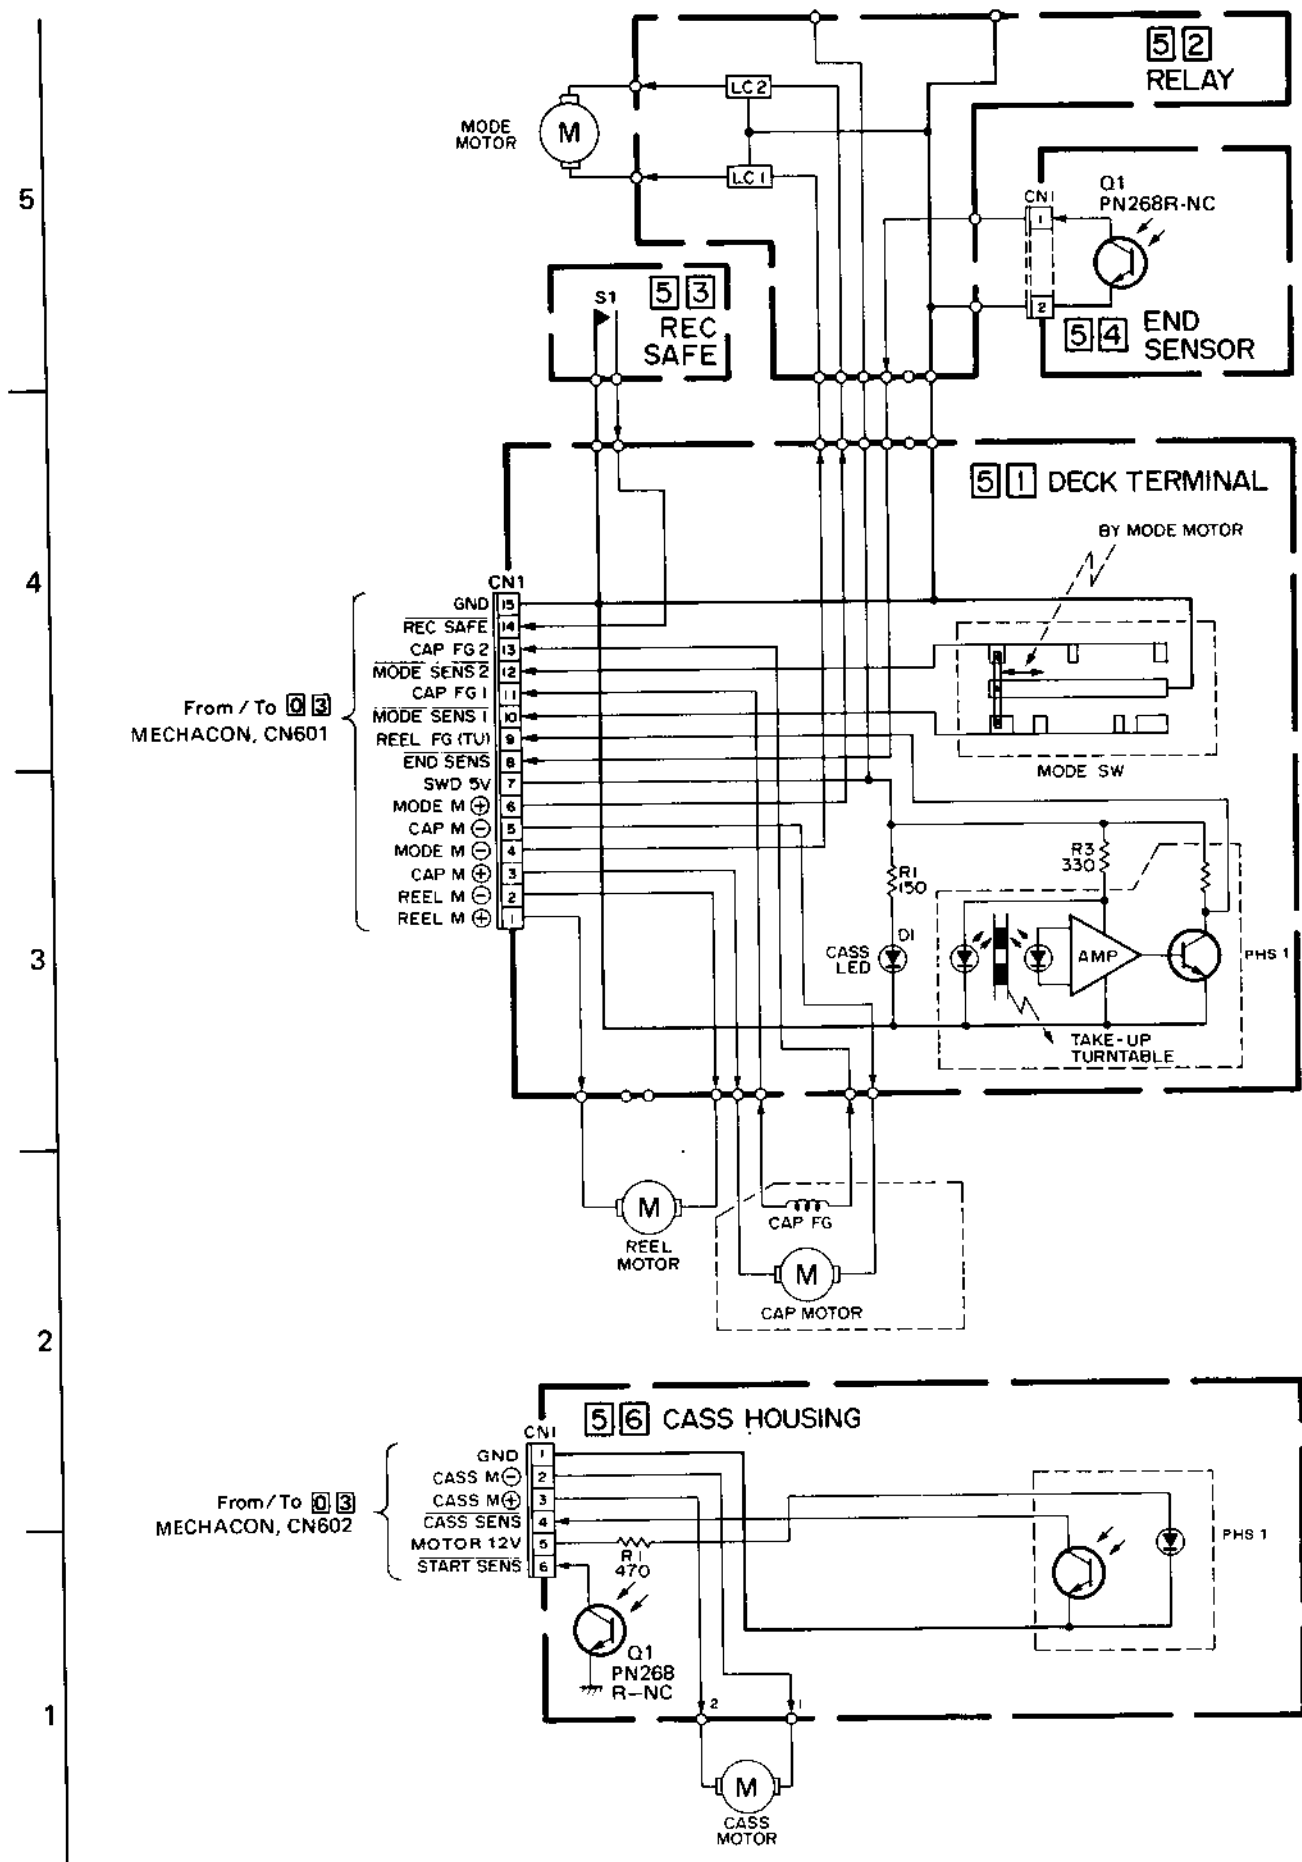 5 2
RELAY
LC2
MODE
MOTOR
M
LC1
5
Q1
PN268R-NC
CN1
1
2
5 4 END
SENSOR
S1
5 3
REC
SAFE
5 1 DECK TERMINAL
BY MODE MOTOR
4
CN1
GND 15
REC SAFE 14
CAP FG2 13
MODE SENS2 12
CAP FG1 11
MODE SENS1 10
REEL FG (TU) 9
END SENS 8
SWD 5V 7
MODE M ⊕ 6
CAP M ⊖ 5
MODE M ⊖ 4
CAP M ⊕ 3
REEL M ⊖ 2
REEL M ⊕ 1
From / To 0 3
MECHACON, CN601
MODE SW
R3
330
R1
150
D1
CASS
LED
AMP
PHS 1
TAKE-UP
TURNTABLE
3
M
REEL
MOTOR
CAP FG
M
CAP MOTOR
2
5 6 CASS HOUSING
CN1
GND 1
CASS M⊖ 2
CASS M⊕ 3
CASS SENS 4
MOTOR 12V 5
START SENS 6
From / To 0 3
MECHACON, CN602
R1
470
PHS 1
Q1
PN268
R-NC
1
2
1
M
CASS
MOTOR